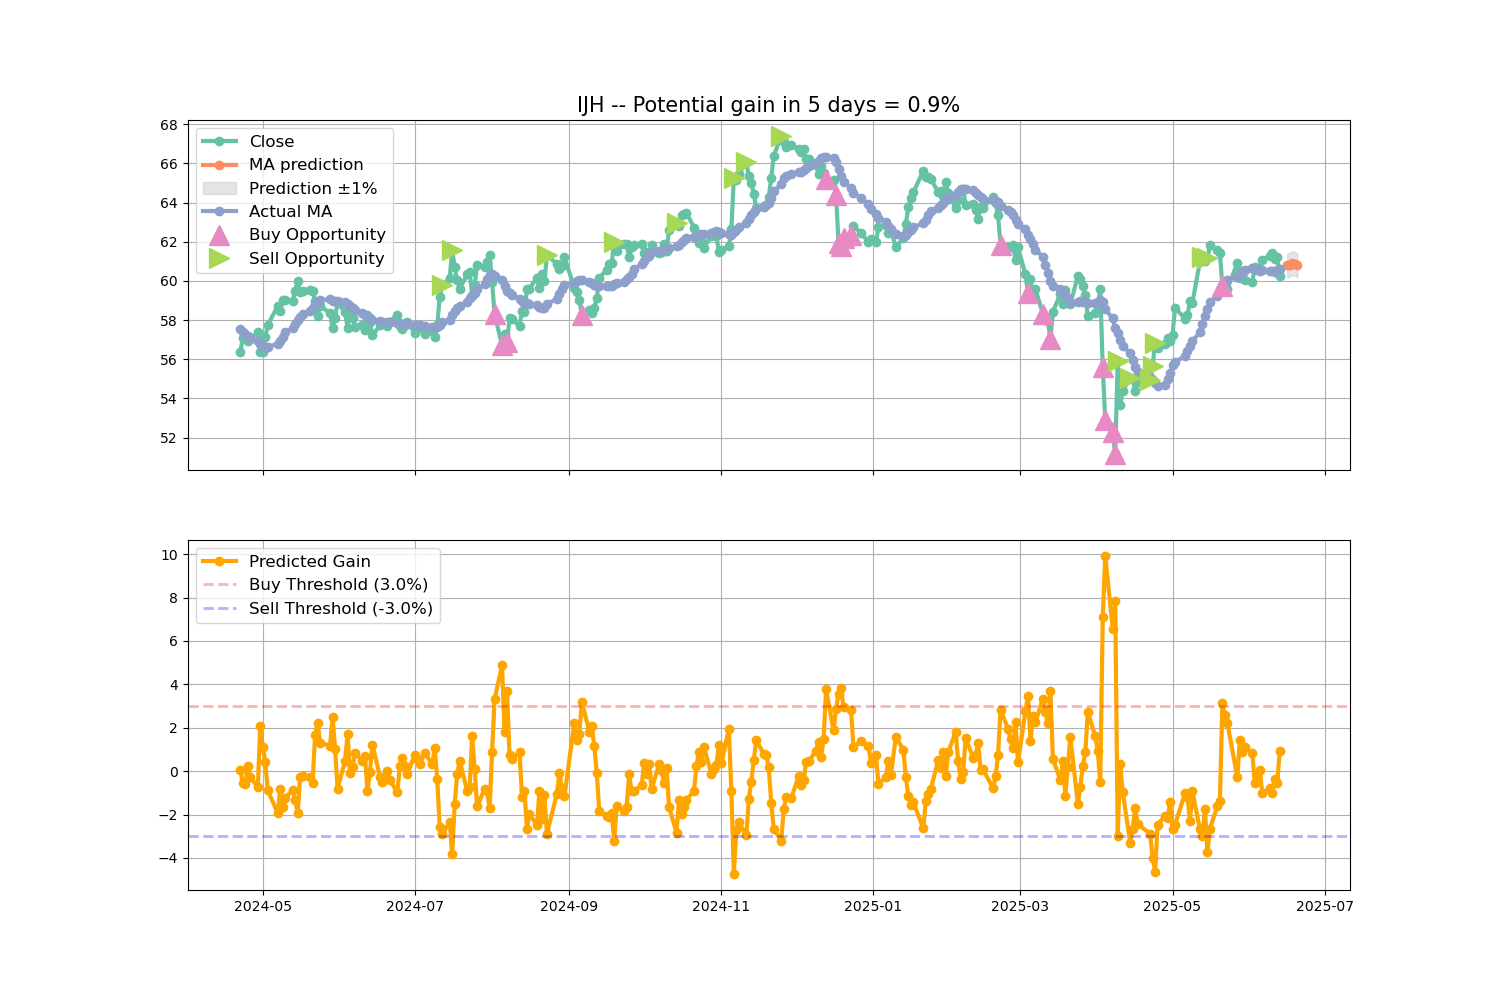 IJH -- Potential gain in 5 days = 0.9%
68
66
64
62
60
58
56
54
52
Close
MA prediction
Prediction ±1%
Actual MA
Buy Opportunity
Sell Opportunity
10
8
6
4
2
0
−2
−4
Predicted Gain
Buy Threshold (3.0%)
Sell Threshold (-3.0%)
2024-05 2024-07 2024-09 2024-11 2025-01 2025-03 2025-05 2025-07